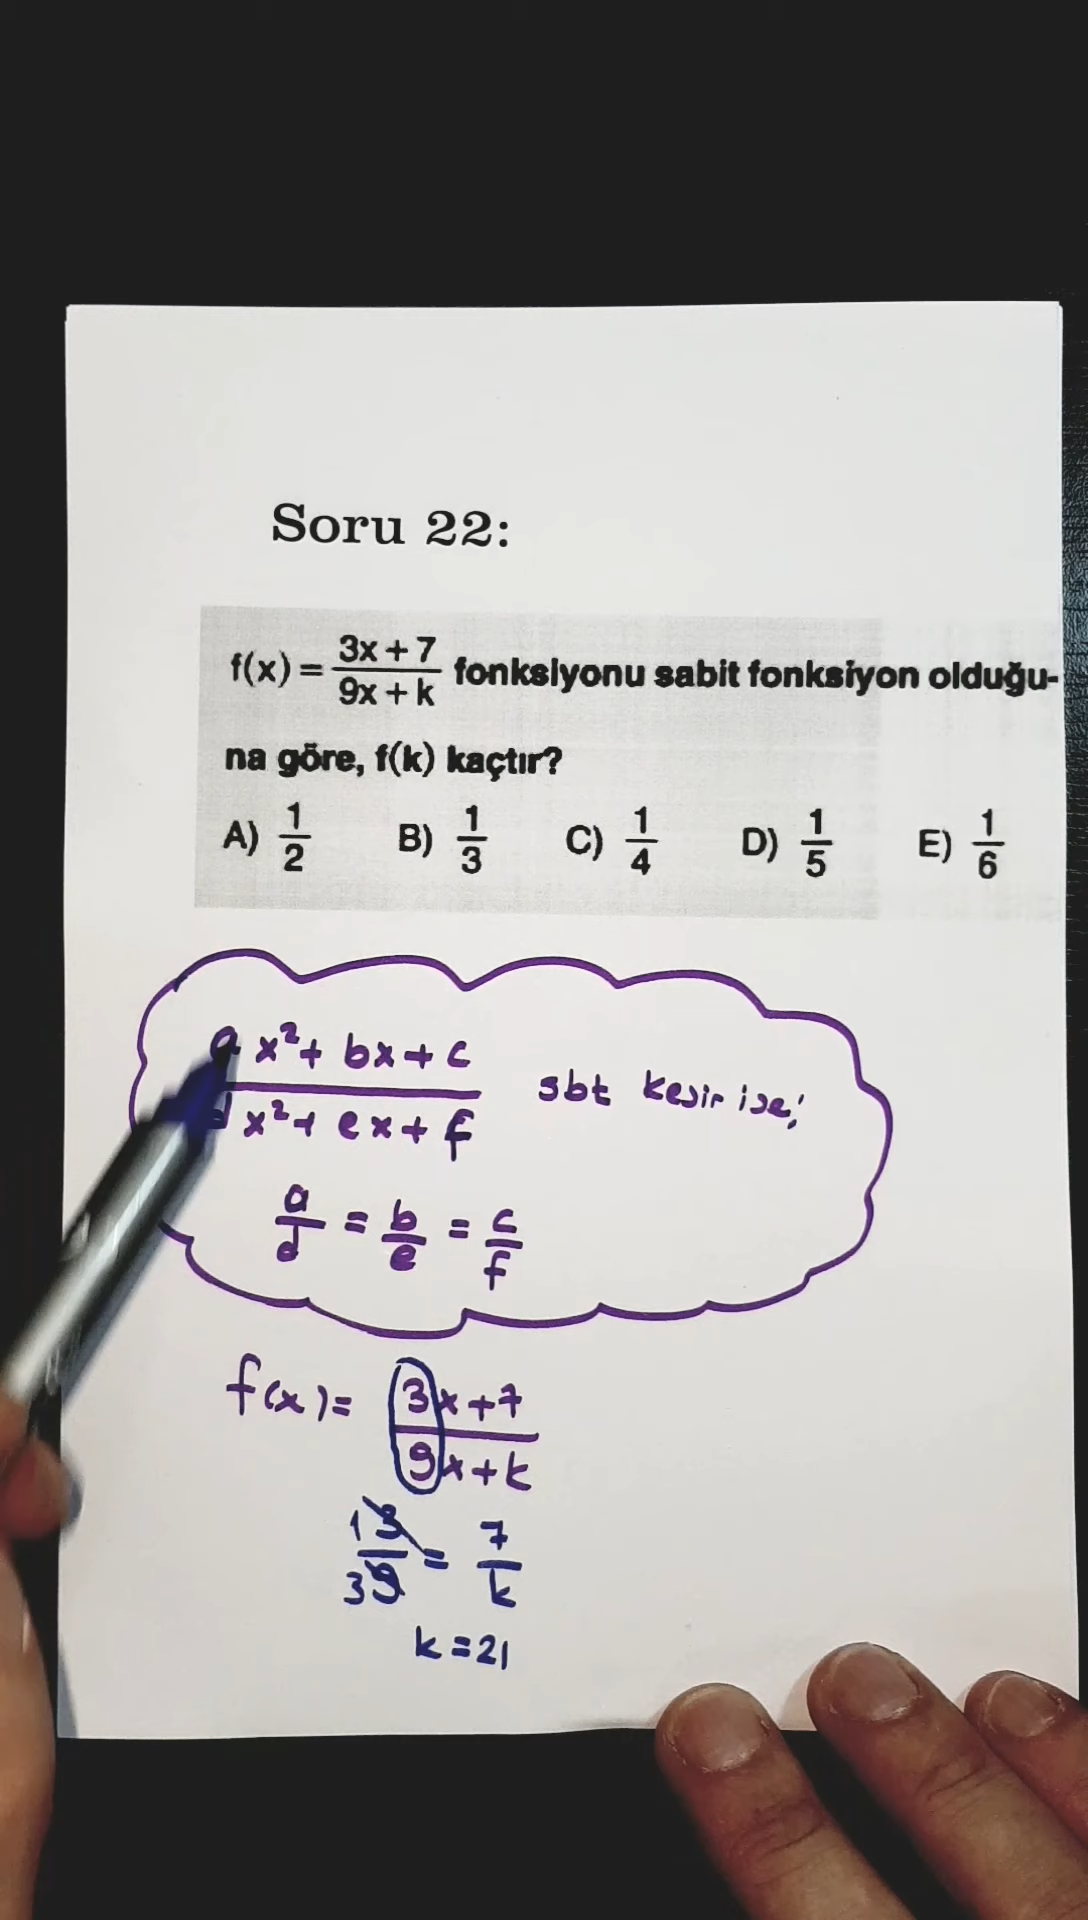 Soru 22:
f(x) = (3x + 7)/(9x + k) fonksiyonu sabit fonksiyon olduğu-
na göre, f(k) kaçtır?
A) 1/2 B) 1/3 C) 1/4 D) 1/5 E) 1/6
a x² + bx + c
sbt kesir ise;
d x² + ex + f
a/d = b/e = c/f
f(x) = (3x + 7)/(9x + k)
1 3/3 9 = 7/k
k = 21